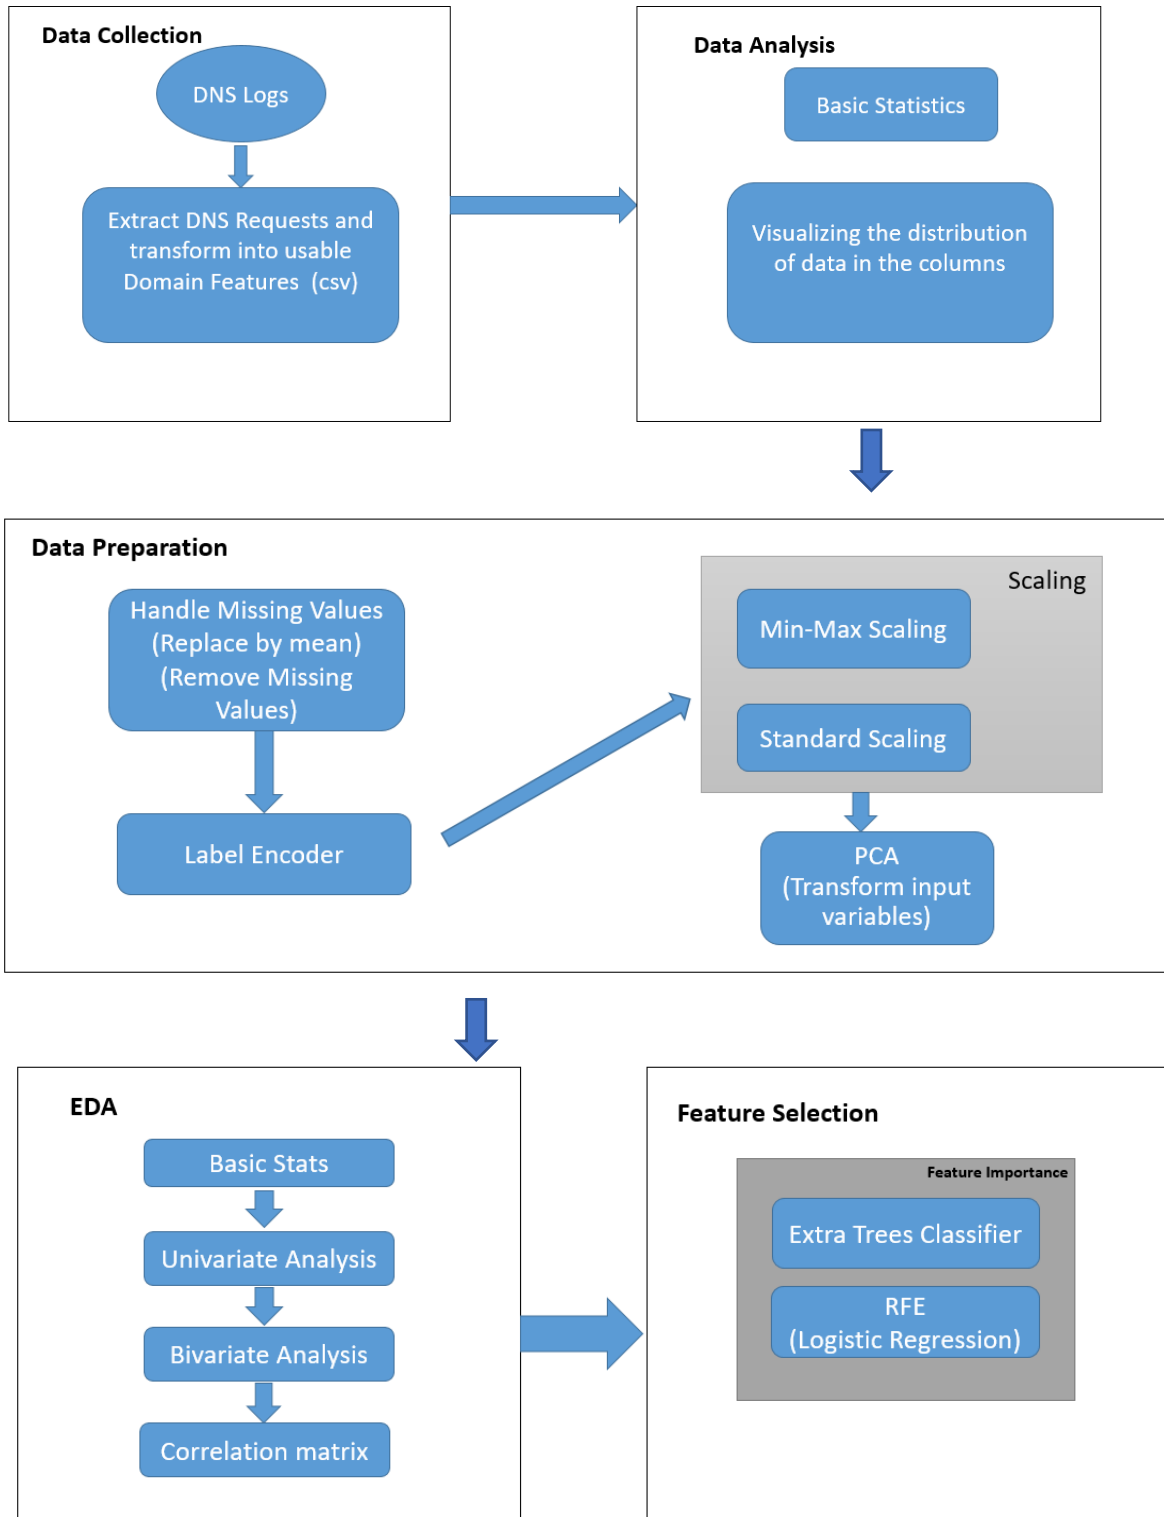 Data Collection
DNS Logs
Extract DNS Requests and
transform into usable
Domain Features (csv)
Data Analysis
Basic Statistics
Visualizing the distribution
of data in the columns
Data Preparation
Handle Missing Values
(Replace by mean)
(Remove Missing
Values)
Label Encoder
Scaling
Min-Max Scaling
Standard Scaling
PCA
(Transform input
variables)
EDA
Basic Stats
Univariate Analysis
Bivariate Analysis
Correlation matrix
Feature Selection
Feature Importance
Extra Trees Classifier
RFE
(Logistic Regression)